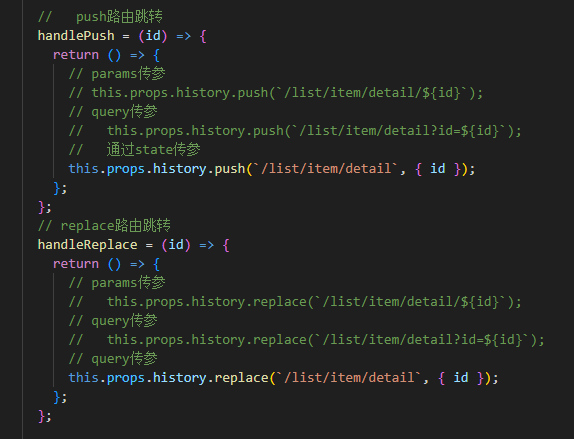 //   push路由跳转
handlePush = (id) => {
  return () => {
    // params传参
    // this.props.history.push(`/list/item/detail/${id}`);
    // query传参
    //   this.props.history.push(`/list/item/detail?id=${id}`);
    //   通过state传参
    this.props.history.push(`/list/item/detail`, { id });
  };
};
// replace路由跳转
handleReplace = (id) => {
  return () => {
    // params传参
    //   this.props.history.replace(`/list/item/detail/${id}`);
    // query传参
    //   this.props.history.replace(`/list/item/detail?id=${id}`);
    // query传参
    this.props.history.replace(`/list/item/detail`, { id });
  };
};